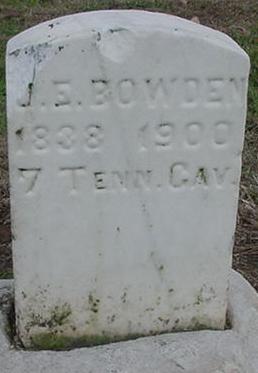 J. E. BOWDEN
1838 1900
7 TENN. CAV.